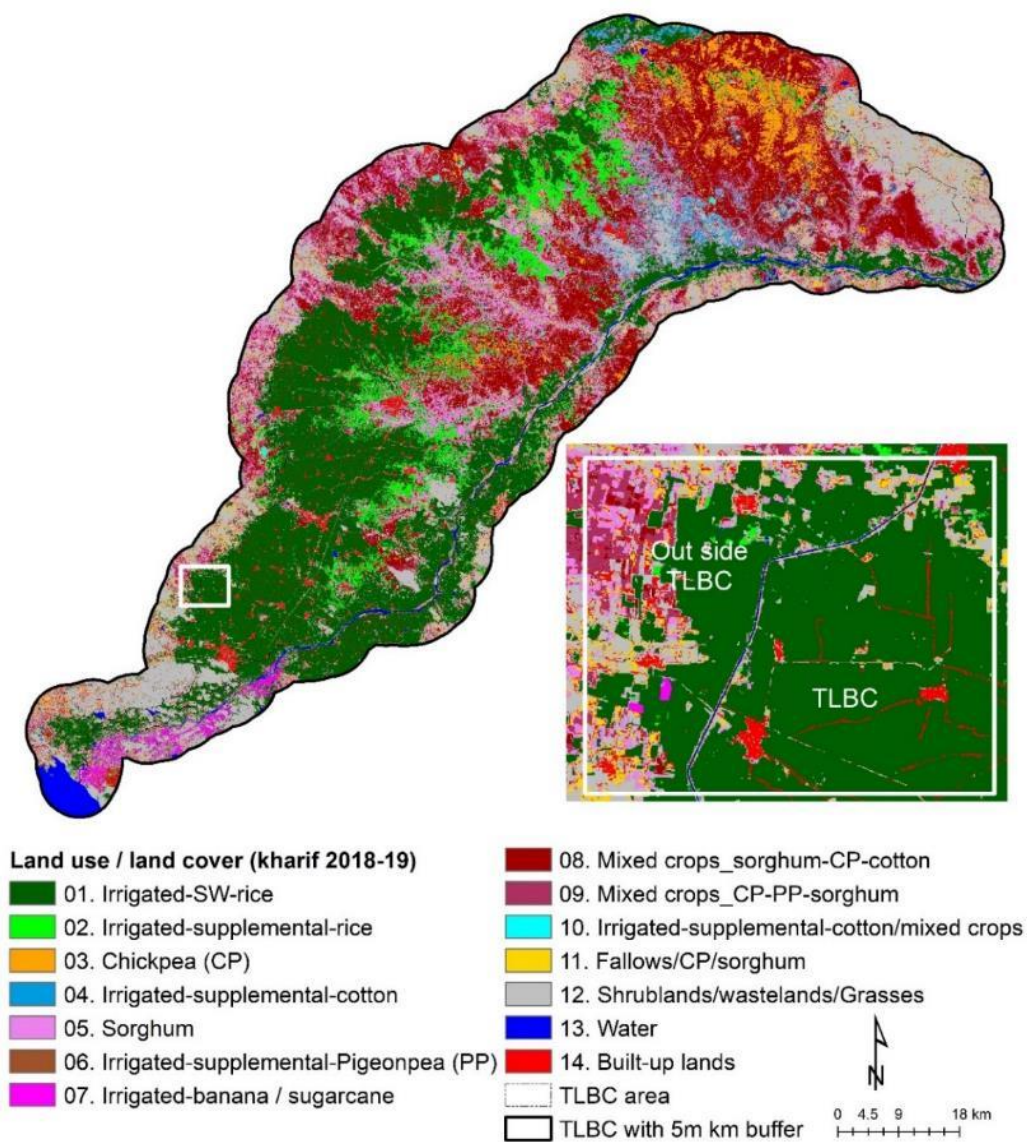 Out side
TLBC
TLBC
Land use / land cover (kharif 2018-19)
01. Irrigated-SW-rice
02. Irrigated-supplemental-rice
03. Chickpea (CP)
04. Irrigated-supplemental-cotton
05. Sorghum
06. Irrigated-supplemental-Pigeonpea (PP)
07. Irrigated-banana / sugarcane
08. Mixed crops_sorghum-CP-cotton
09. Mixed crops_CP-PP-sorghum
10. Irrigated-supplemental-cotton/mixed crops
11. Fallows/CP/sorghum
12. Shrublands/wastelands/Grasses
13. Water
14. Built-up lands
TLBC area
TLBC with 5m km buffer
N
0 4.5 9 18 km